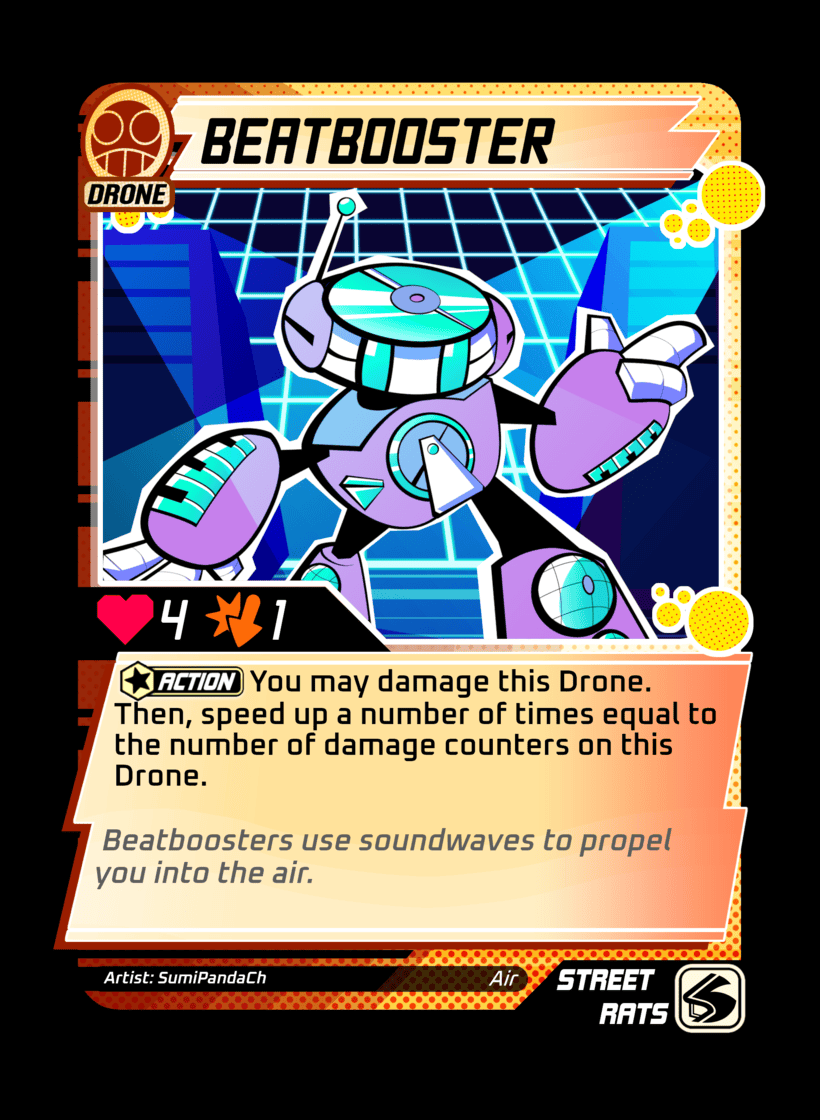 BEATBOOSTER
DRONE
4 1
ACTION You may damage this Drone.
Then, speed up a number of times equal to
the number of damage counters on this
Drone.
Beatboosters use soundwaves to propel
you into the air.
Artist: SumiPandaCh
Air
STREET
RATS